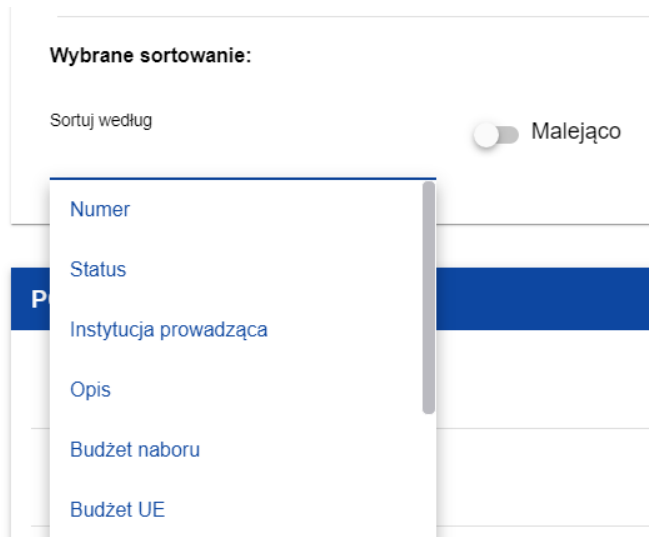 Wybrane sortowanie:
Sortuj według
Malejąco
Numer
Status
Instytucja prowadząca
Opis
Budżet naboru
Budżet UE